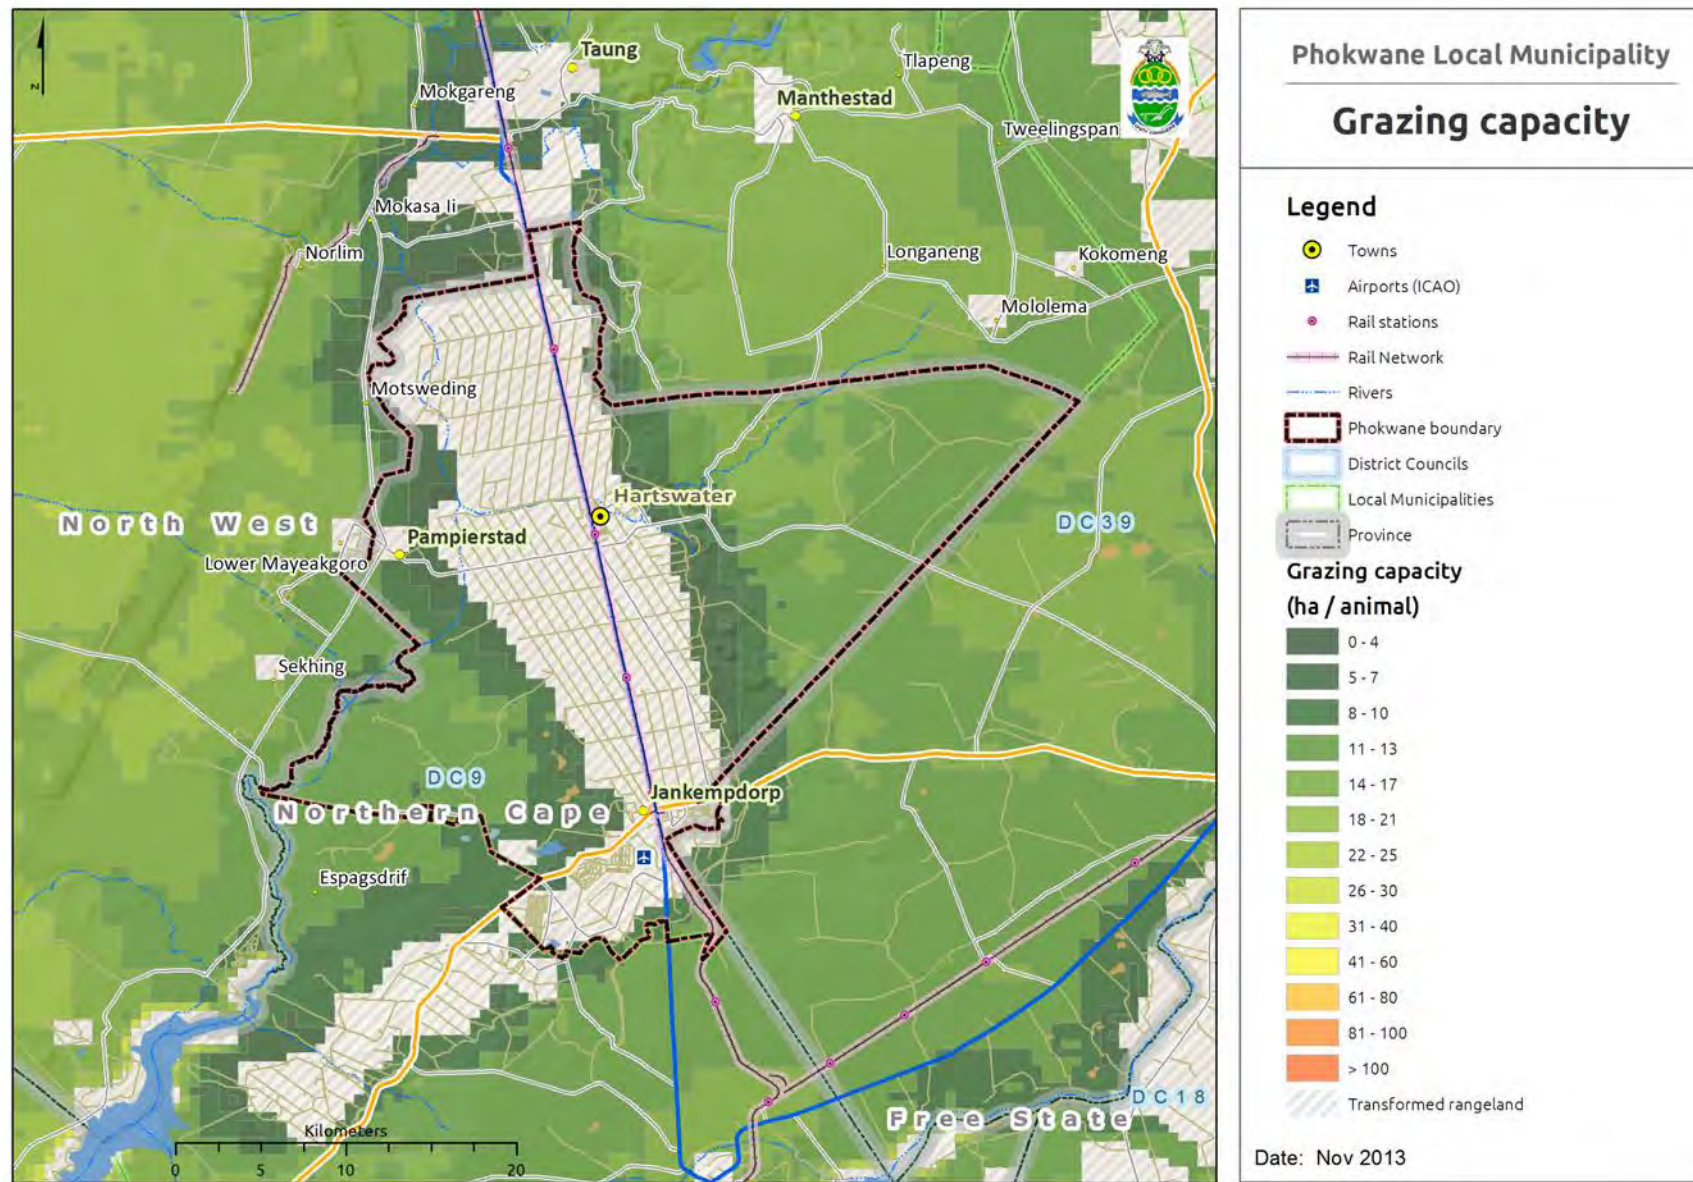 Phokwane Local Municipality
Grazing capacity
Legend
Towns
Airports (ICAO)
Rail stations
Rail Network
Rivers
Phokwane boundary
District Councils
Local Municipalities
Province
Grazing capacity
(ha / animal)
0 - 4
5 - 7
8 - 10
11 - 13
14 - 17
18 - 21
22 - 25
26 - 30
31 - 40
41 - 60
61 - 80
81 - 100
> 100
Transformed rangeland
Date: Nov 2013
N
Taung
Tlapeng
Mokgareng
Manthestad
Tweelingspan
Mokasa Ii
Norlim
Longaneng
Kokomeng
Mololema
Motsweding
Hartswater
North West
DC39
Pampierstad
Lower Mayeakgoro
Sekhing
DC9
Jankempdorp
Northern Cape
Espagsdrif
DC18
Free State
Kilometers
0 5 10 20